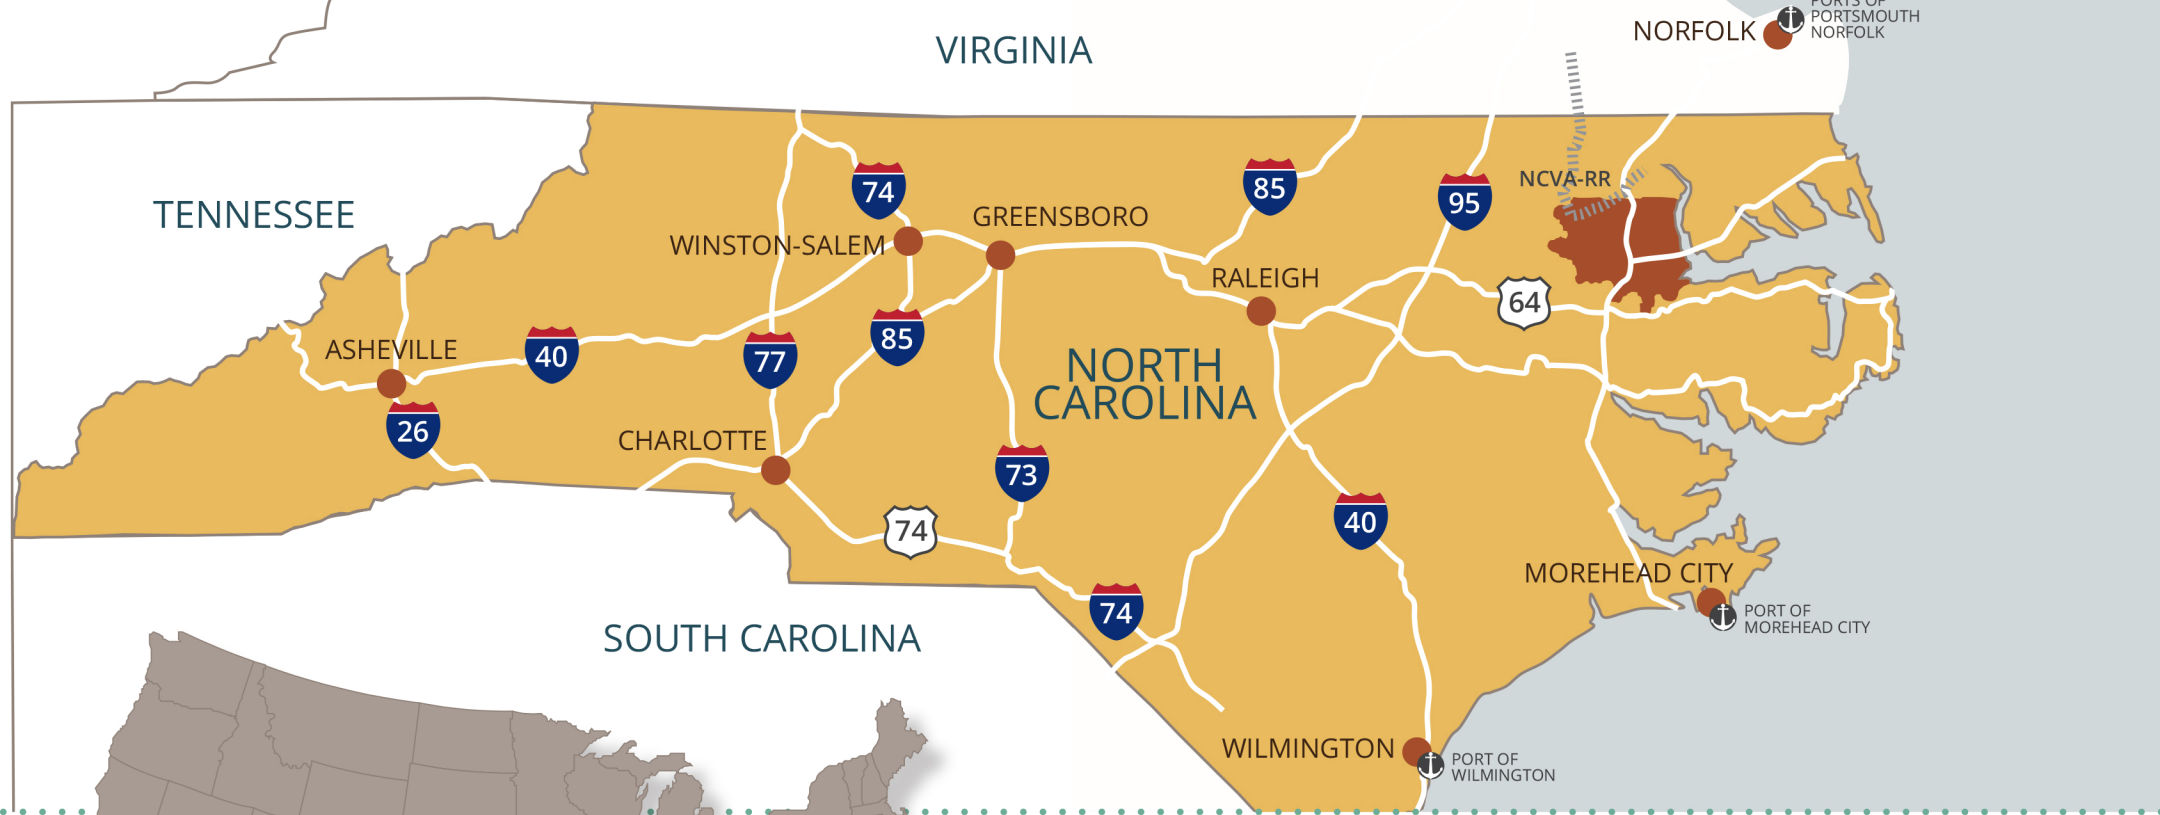 PORTS OF
PORTSMOUTH
NORFOLK
NORFOLK
VIRGINIA
NCVA-RR
74
85
95
TENNESSEE
GREENSBORO
WINSTON-SALEM
RALEIGH
64
ASHEVILLE
40
77
85
NORTH
CAROLINA
26
CHARLOTTE
73
74
40
MOREHEAD CITY
PORT OF
MOREHEAD CITY
74
SOUTH CAROLINA
WILMINGTON
PORT OF
WILMINGTON